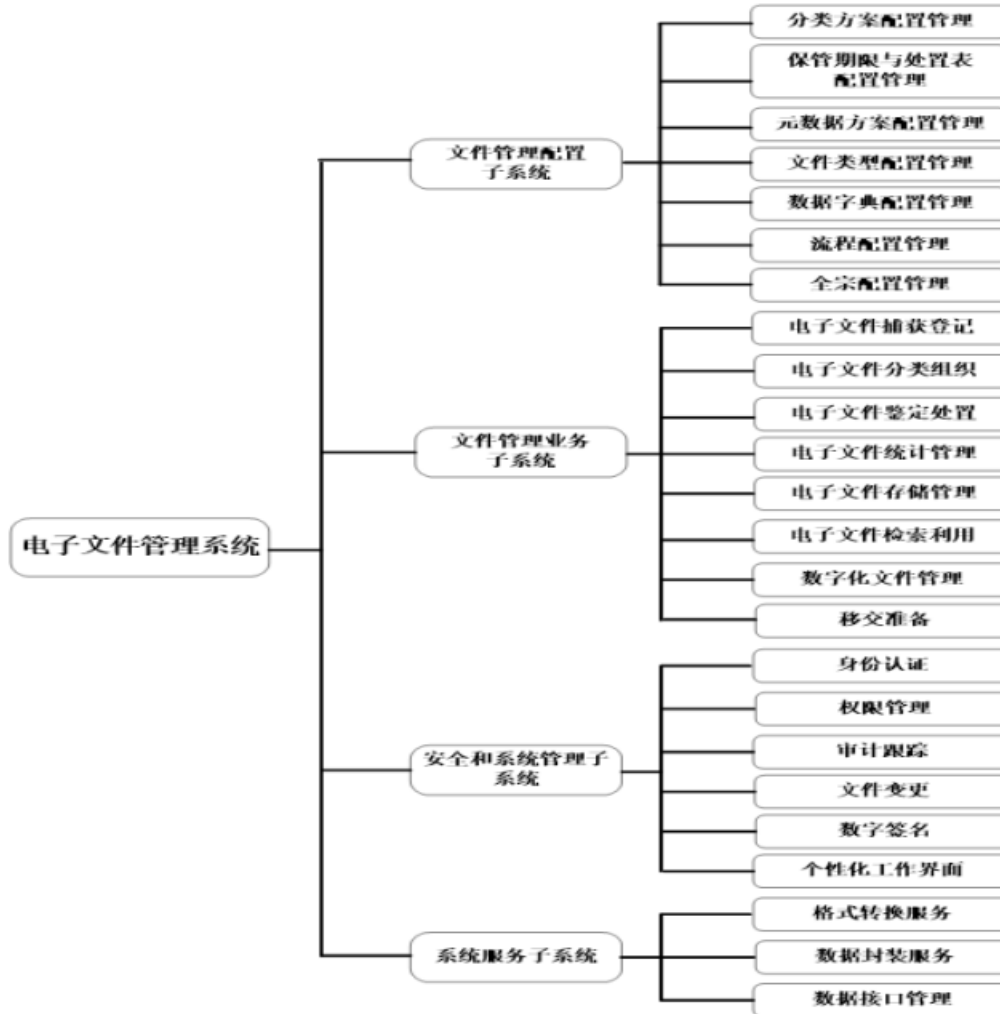 分类方案配置管理
保管期限与处置表
配置管理
元数据方案配置管理
文件管理配置
子系统
文件类型配置管理
数据字典配置管理
流程配置管理
全宗配置管理
电子文件捕获登记
电子文件分类组织
电子文件鉴定处置
文件管理业务
子系统
电子文件统计管理
电子文件存储管理
电子文件检索利用
电子文件管理系统
数字化文件管理
移交准备
身份认证
权限管理
审计跟踪
安全和系统管理子
系统
文件变更
数字签名
个性化工作界面
格式转换服务
系统服务子系统
数据封装服务
数据接口管理